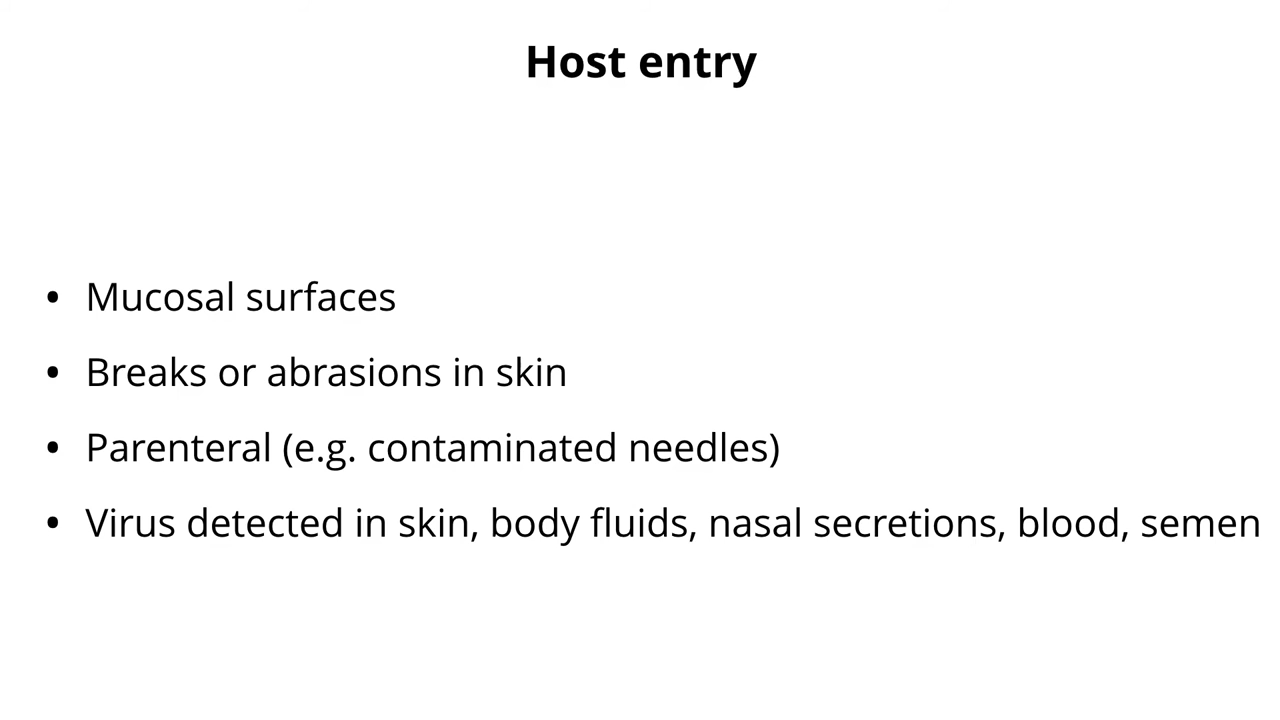 Host entry
• Mucosal surfaces
• Breaks or abrasions in skin
• Parenteral (e.g. contaminated needles)
• Virus detected in skin, body fluids, nasal secretions, blood, semen